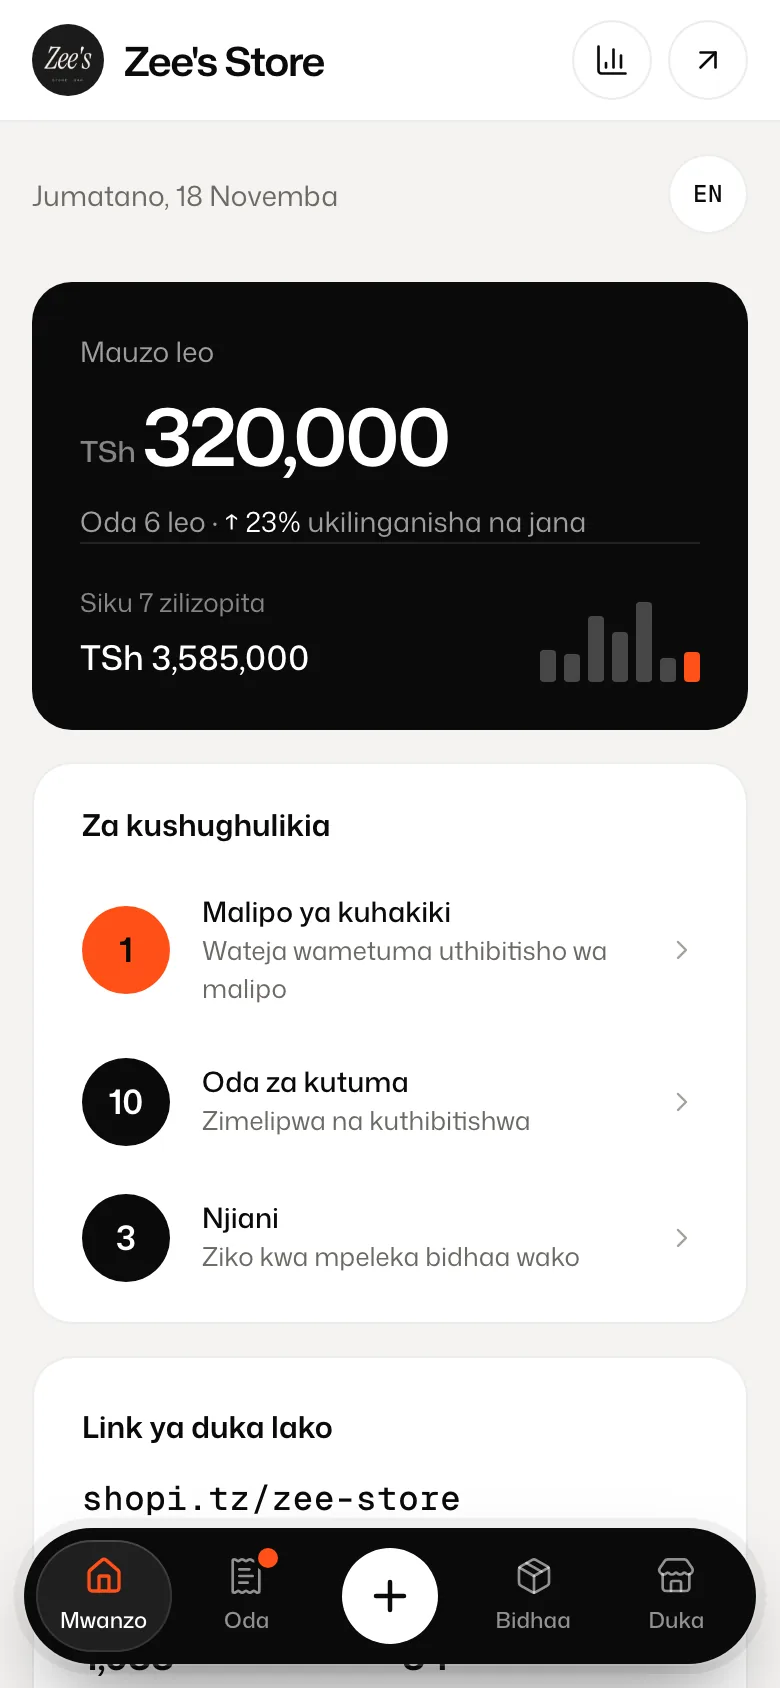 Zee's
Zee's Store
Jumatano, 18 Novemba
EN
Mauzo leo
TSh 320,000
Oda 6 leo · ↑ 23% ukilinganisha na jana
Siku 7 zilizopita
TSh 3,585,000
Za kushughulikia
1
Malipo ya kuhakiki
Wateja wametuma uthibitisho wa
malipo
10
Oda za kutuma
Zimelipwa na kuthibitishwa
3
Njiani
Ziko kwa mpeleka bidhaa wako
Link ya duka lako
shopi.tz/zee-store
Mwanzo
Oda
Bidhaa
Duka